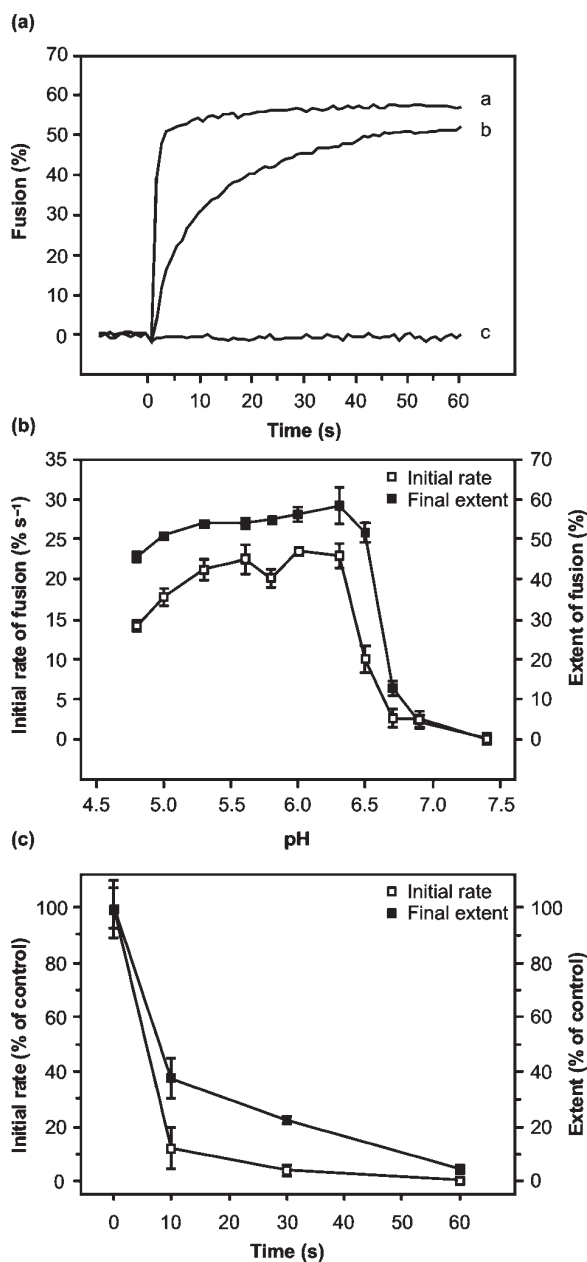 (a)
70
60
50
40
30
20
10
0
Fusion (%)
a
b
c
0 10 20 30 40 50 60
Time (s)
(b)
35
30
25
20
15
10
5
0
Initial rate of fusion (% s⁻¹)
Initial rate
Final extent
70
60
50
40
30
20
10
0
Extent of fusion (%)
4.5 5.0 5.5 6.0 6.5 7.0 7.5
pH
(c)
100
80
60
40
20
0
Initial rate (% of control)
Initial rate
Final extent
100
80
60
40
20
0
Extent (% of control)
0 10 20 30 40 50 60
Time (s)